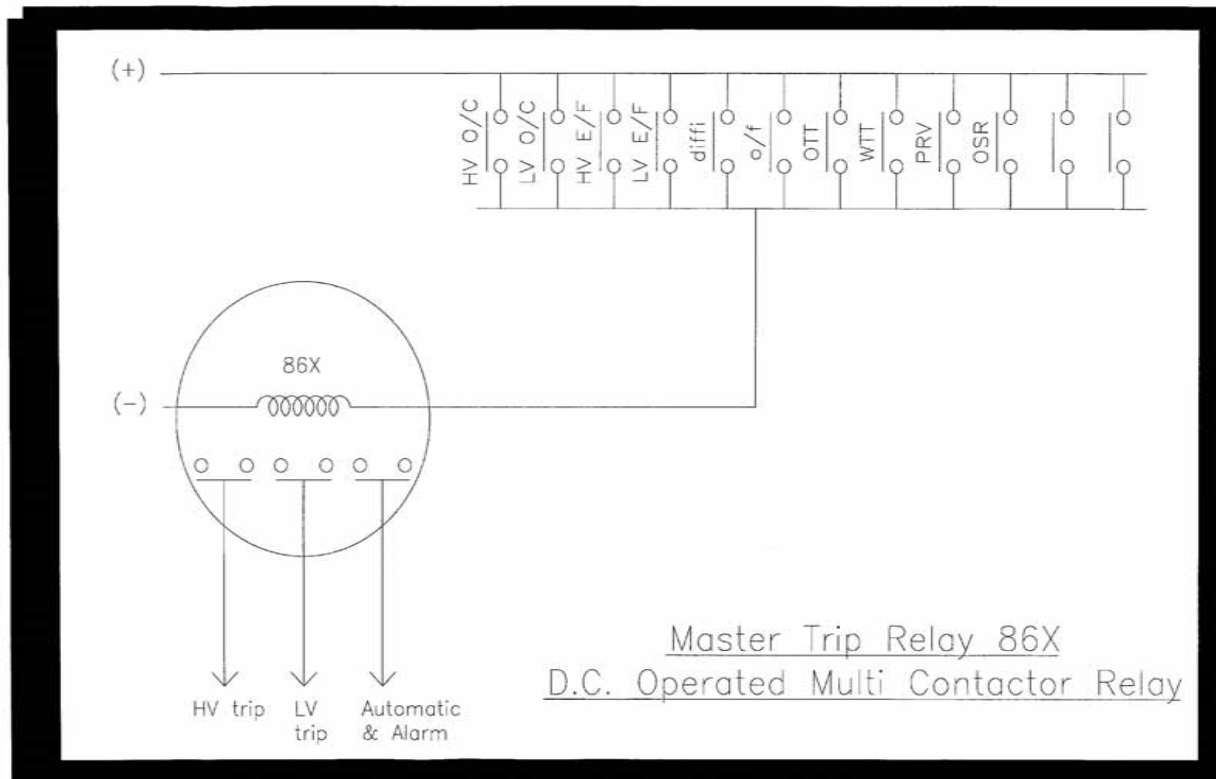 (+)
HV O/C
LV O/C
HV E/F
LV E/F
diffi
o/f
OTT
WTT
PRV
OSR
86X
(-)
HV trip
LV
trip
Automatic
& Alarm
Master Trip Relay 86X
D.C. Operated Multi Contactor Relay